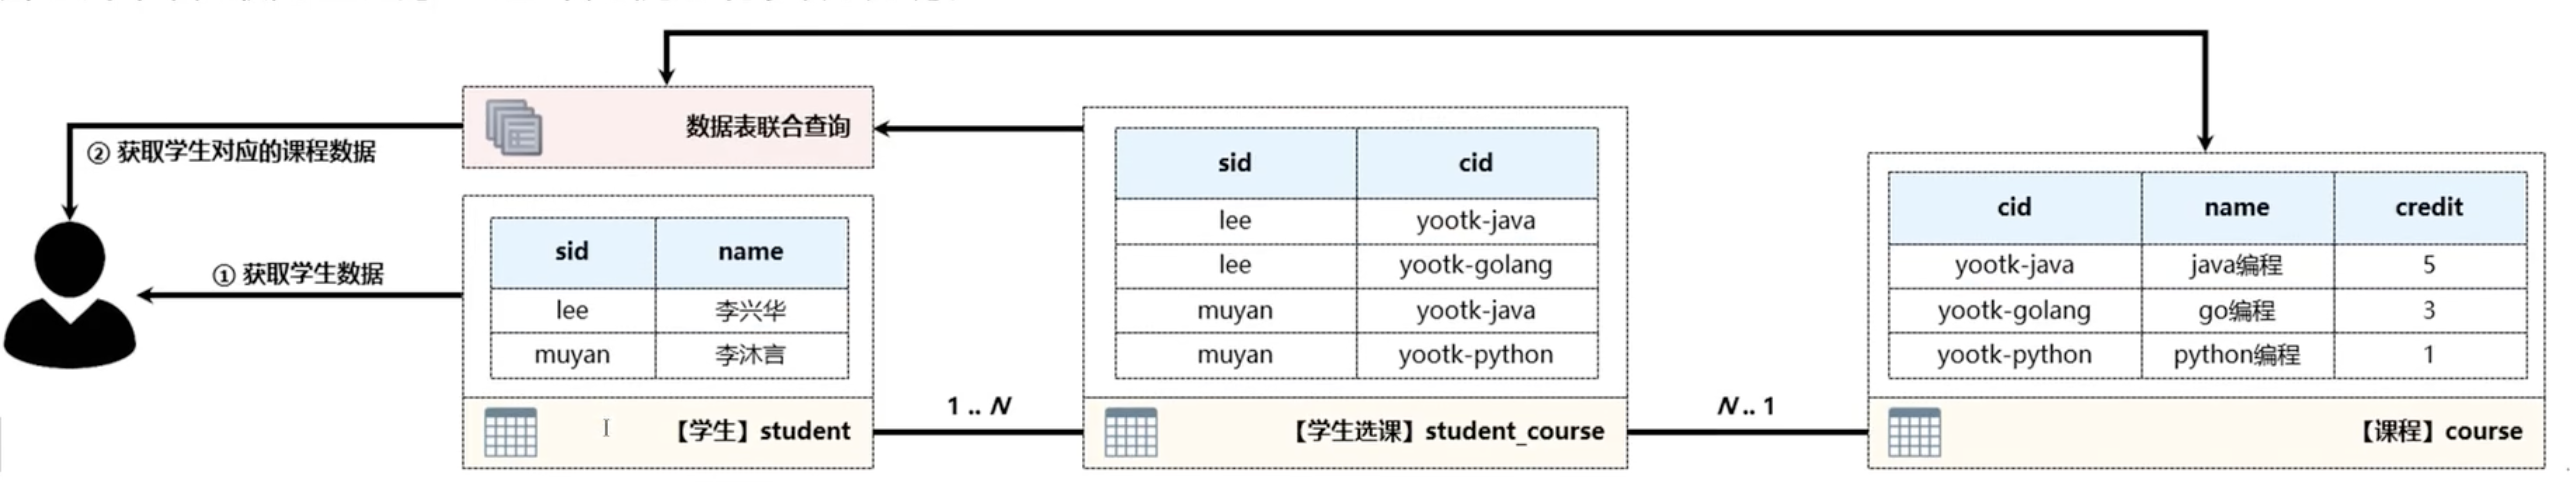 数据表联合查询
② 获取学生对应的课程数据
① 获取学生数据
sid name
lee 李兴华
muyan 李沐言
【学生】student
1 .. N
sid cid
lee yootk-java
lee yootk-golang
muyan yootk-java
muyan yootk-python
【学生选课】student_course
N .. 1
cid name credit
yootk-java java编程 5
yootk-golang go编程 3
yootk-python python编程 1
【课程】course